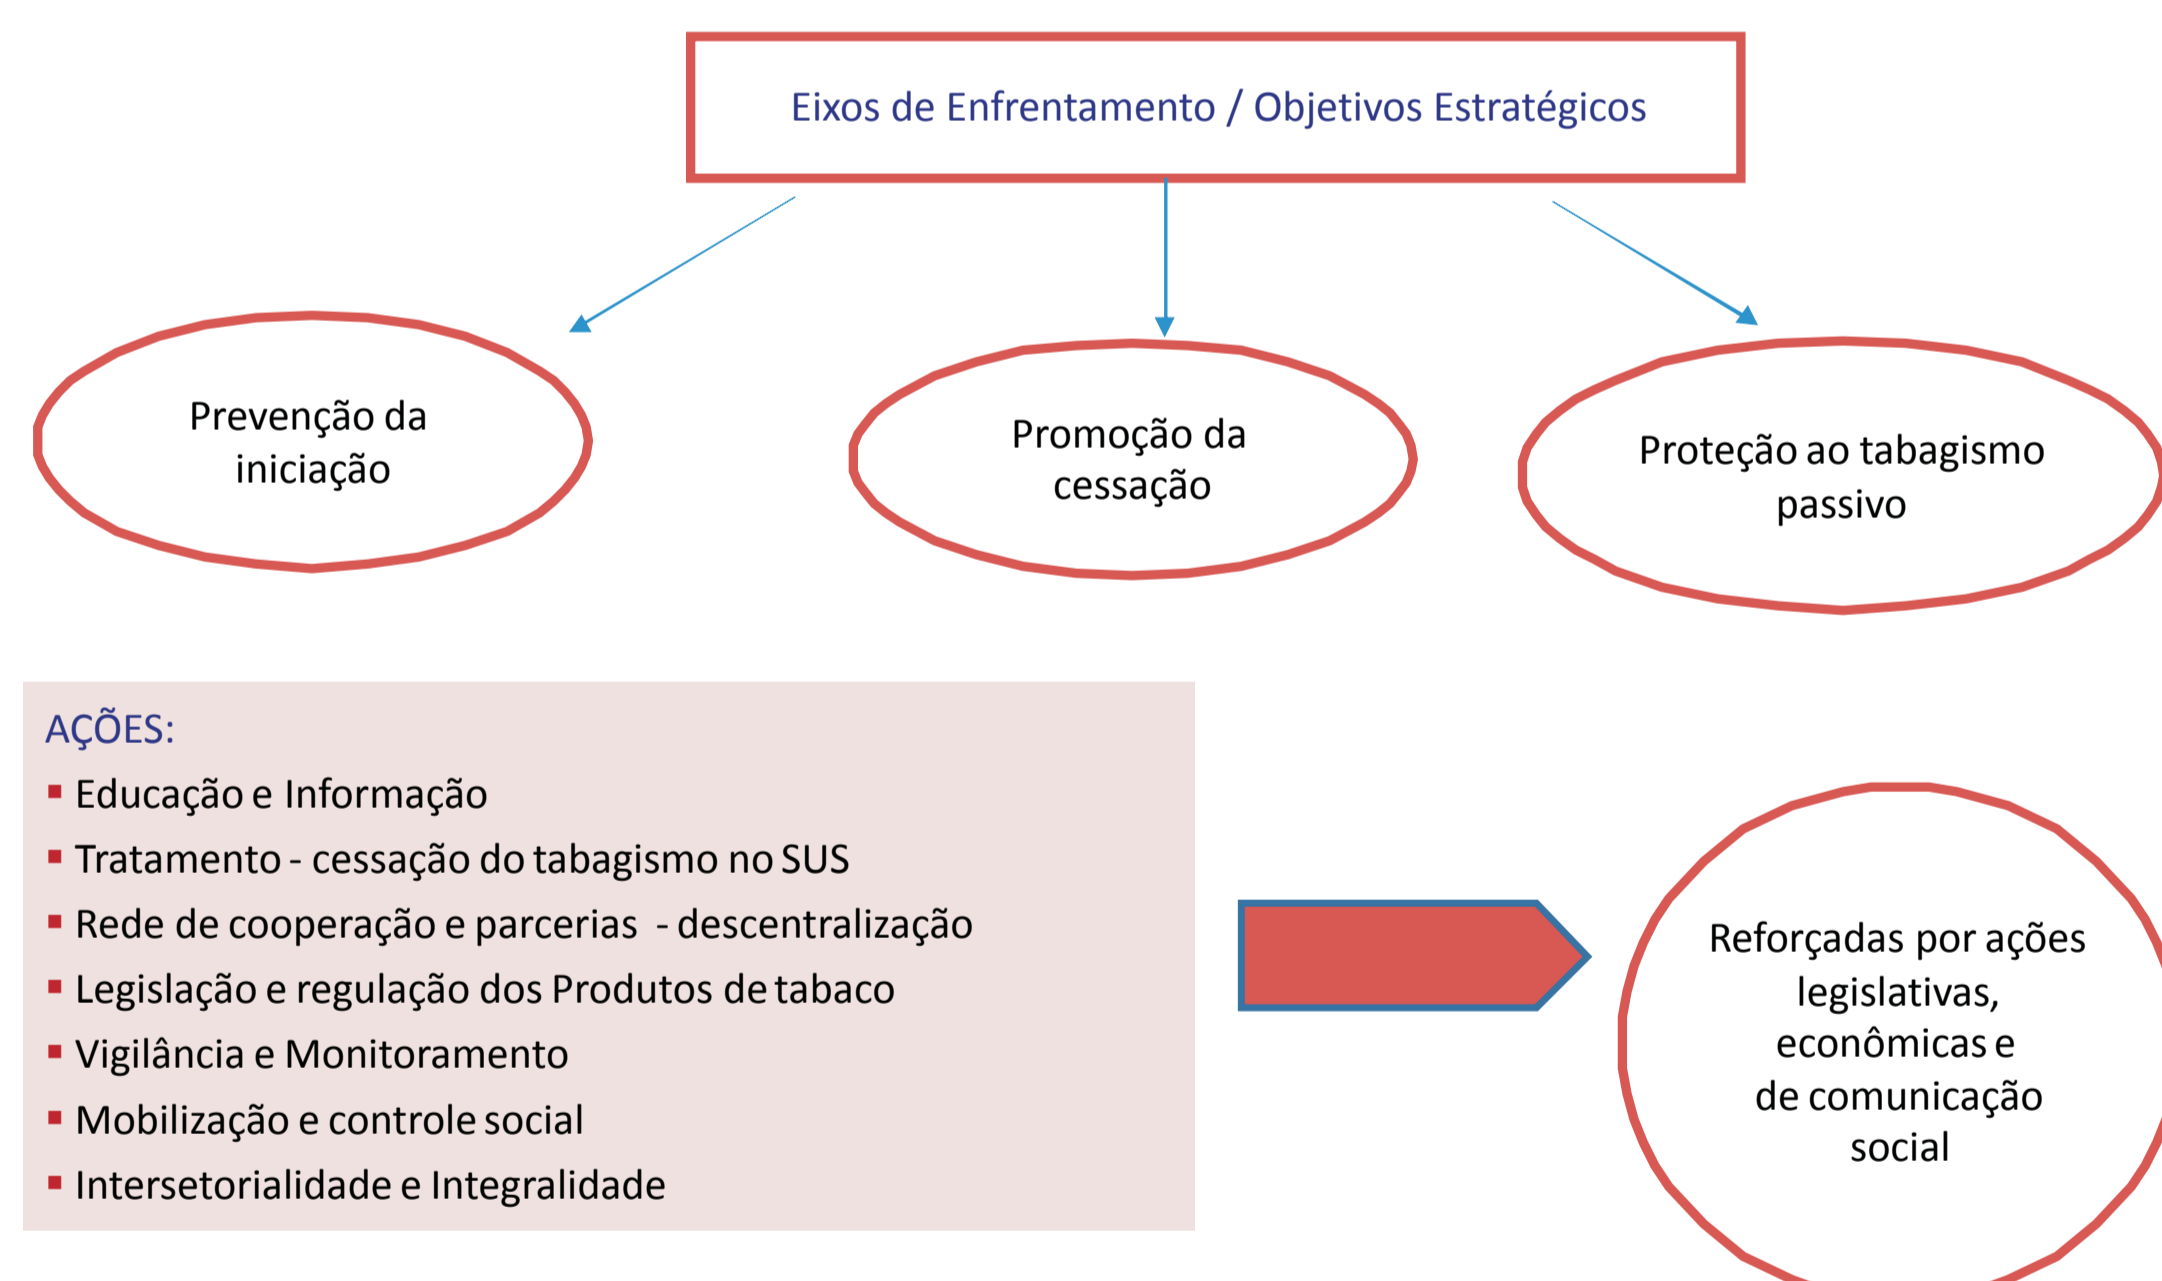 Eixos de Enfrentamento / Objetivos Estratégicos
Prevenção da
iniciação
Promoção da
cessação
Proteção ao tabagismo
passivo
AÇÕES:
▪ Educação e Informação
▪ Tratamento - cessação do tabagismo no SUS
▪ Rede de cooperação e parcerias - descentralização
▪ Legislação e regulação dos Produtos de tabaco
▪ Vigilância e Monitoramento
▪ Mobilização e controle social
▪ Intersetorialidade e Integralidade
Reforçadas por ações
legislativas,
econômicas e
de comunicação
social